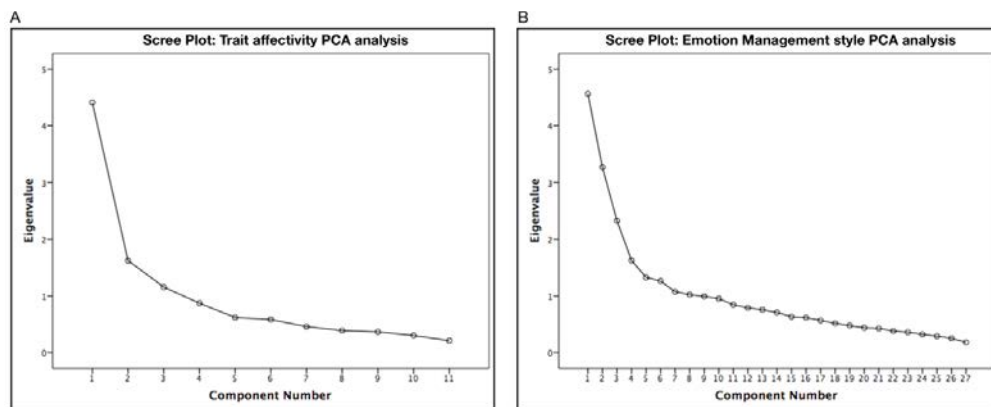 A
Scree Plot: Trait affectivity PCA analysis
5
4
3
2
1
0
Eigenvalue
1 2 3 4 5 6 7 8 9 10 11
Component Number
B
Scree Plot: Emotion Management style PCA analysis
5
4
3
2
1
0
Eigenvalue
1 2 3 4 5 6 7 8 9 10 11 12 13 14 15 16 17 18 19 20 21 22 23 24 25 26 27
Component Number